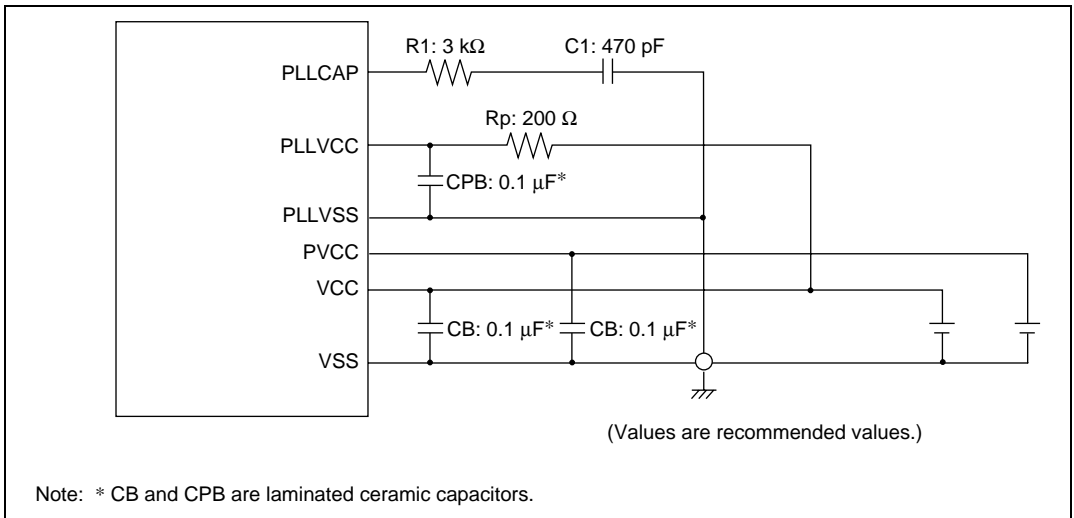 R1: 3 kΩ
C1: 470 pF
PLLCAP
Rp: 200 Ω
PLLVCC
CPB: 0.1 μF*
PLLVSS
PVCC
VCC
CB: 0.1 μF*
CB: 0.1 μF*
VSS
(Values are recommended values.)
Note: * CB and CPB are laminated ceramic capacitors.